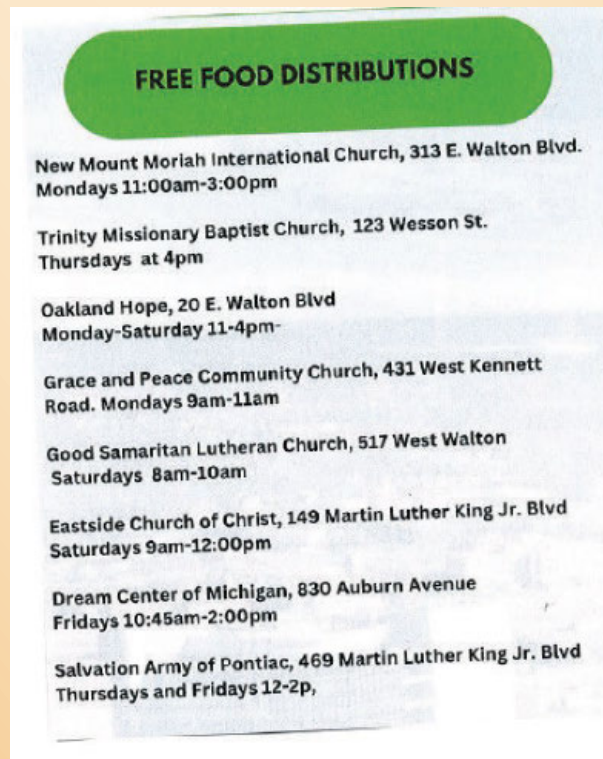 FREE FOOD DISTRIBUTIONS
New Mount Moriah International Church, 313 E. Walton Blvd.
Mondays 11:00am-3:00pm
Trinity Missionary Baptist Church, 123 Wesson St.
Thursdays at 4pm
Oakland Hope, 20 E. Walton Blvd
Monday-Saturday 11-4pm-
Grace and Peace Community Church, 431 West Kennett
Road. Mondays 9am-11am
Good Samaritan Lutheran Church, 517 West Walton
Saturdays 8am-10am
Eastside Church of Christ, 149 Martin Luther King Jr. Blvd
Saturdays 9am-12:00pm
Dream Center of Michigan, 830 Auburn Avenue
Fridays 10:45am-2:00pm
Salvation Army of Pontiac, 469 Martin Luther King Jr. Blvd
Thursdays and Fridays 12-2p,